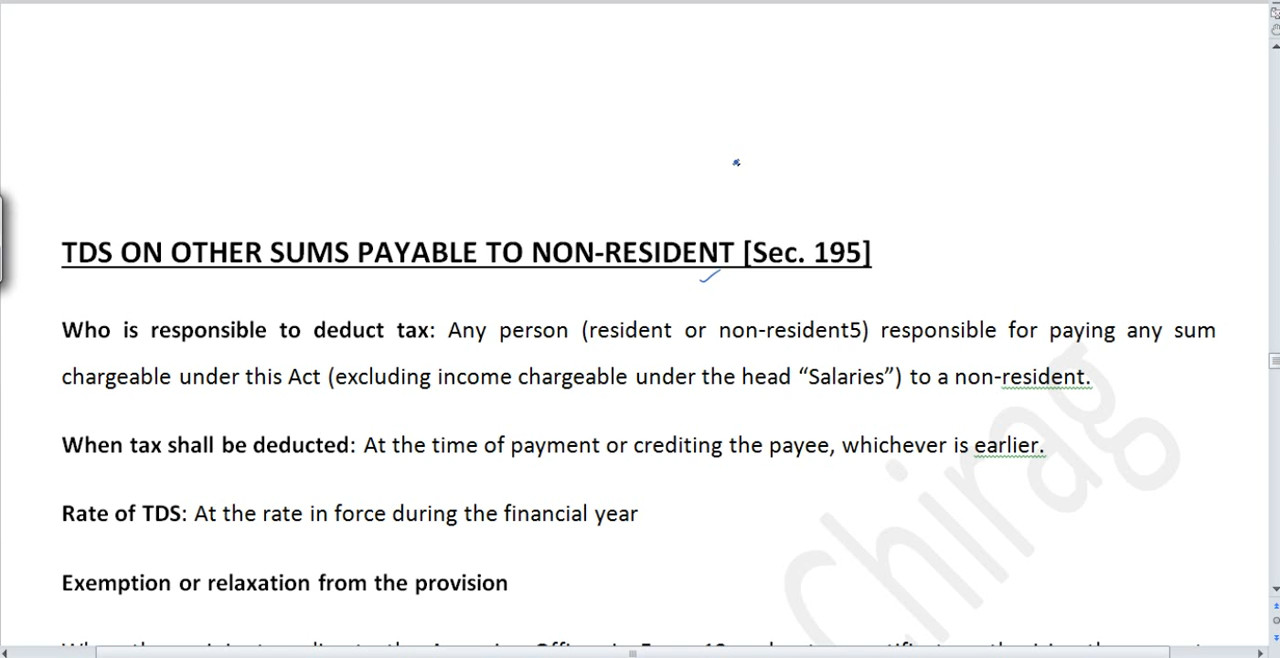 TDS ON OTHER SUMS PAYABLE TO NON-RESIDENT [Sec. 195]
Who is responsible to deduct tax: Any person (resident or non-resident5) responsible for paying any sum
chargeable under this Act (excluding income chargeable under the head “Salaries”) to a non-resident.
When tax shall be deducted: At the time of payment or crediting the payee, whichever is earlier.
Rate of TDS: At the rate in force during the financial year
Exemption or relaxation from the provision
chirag